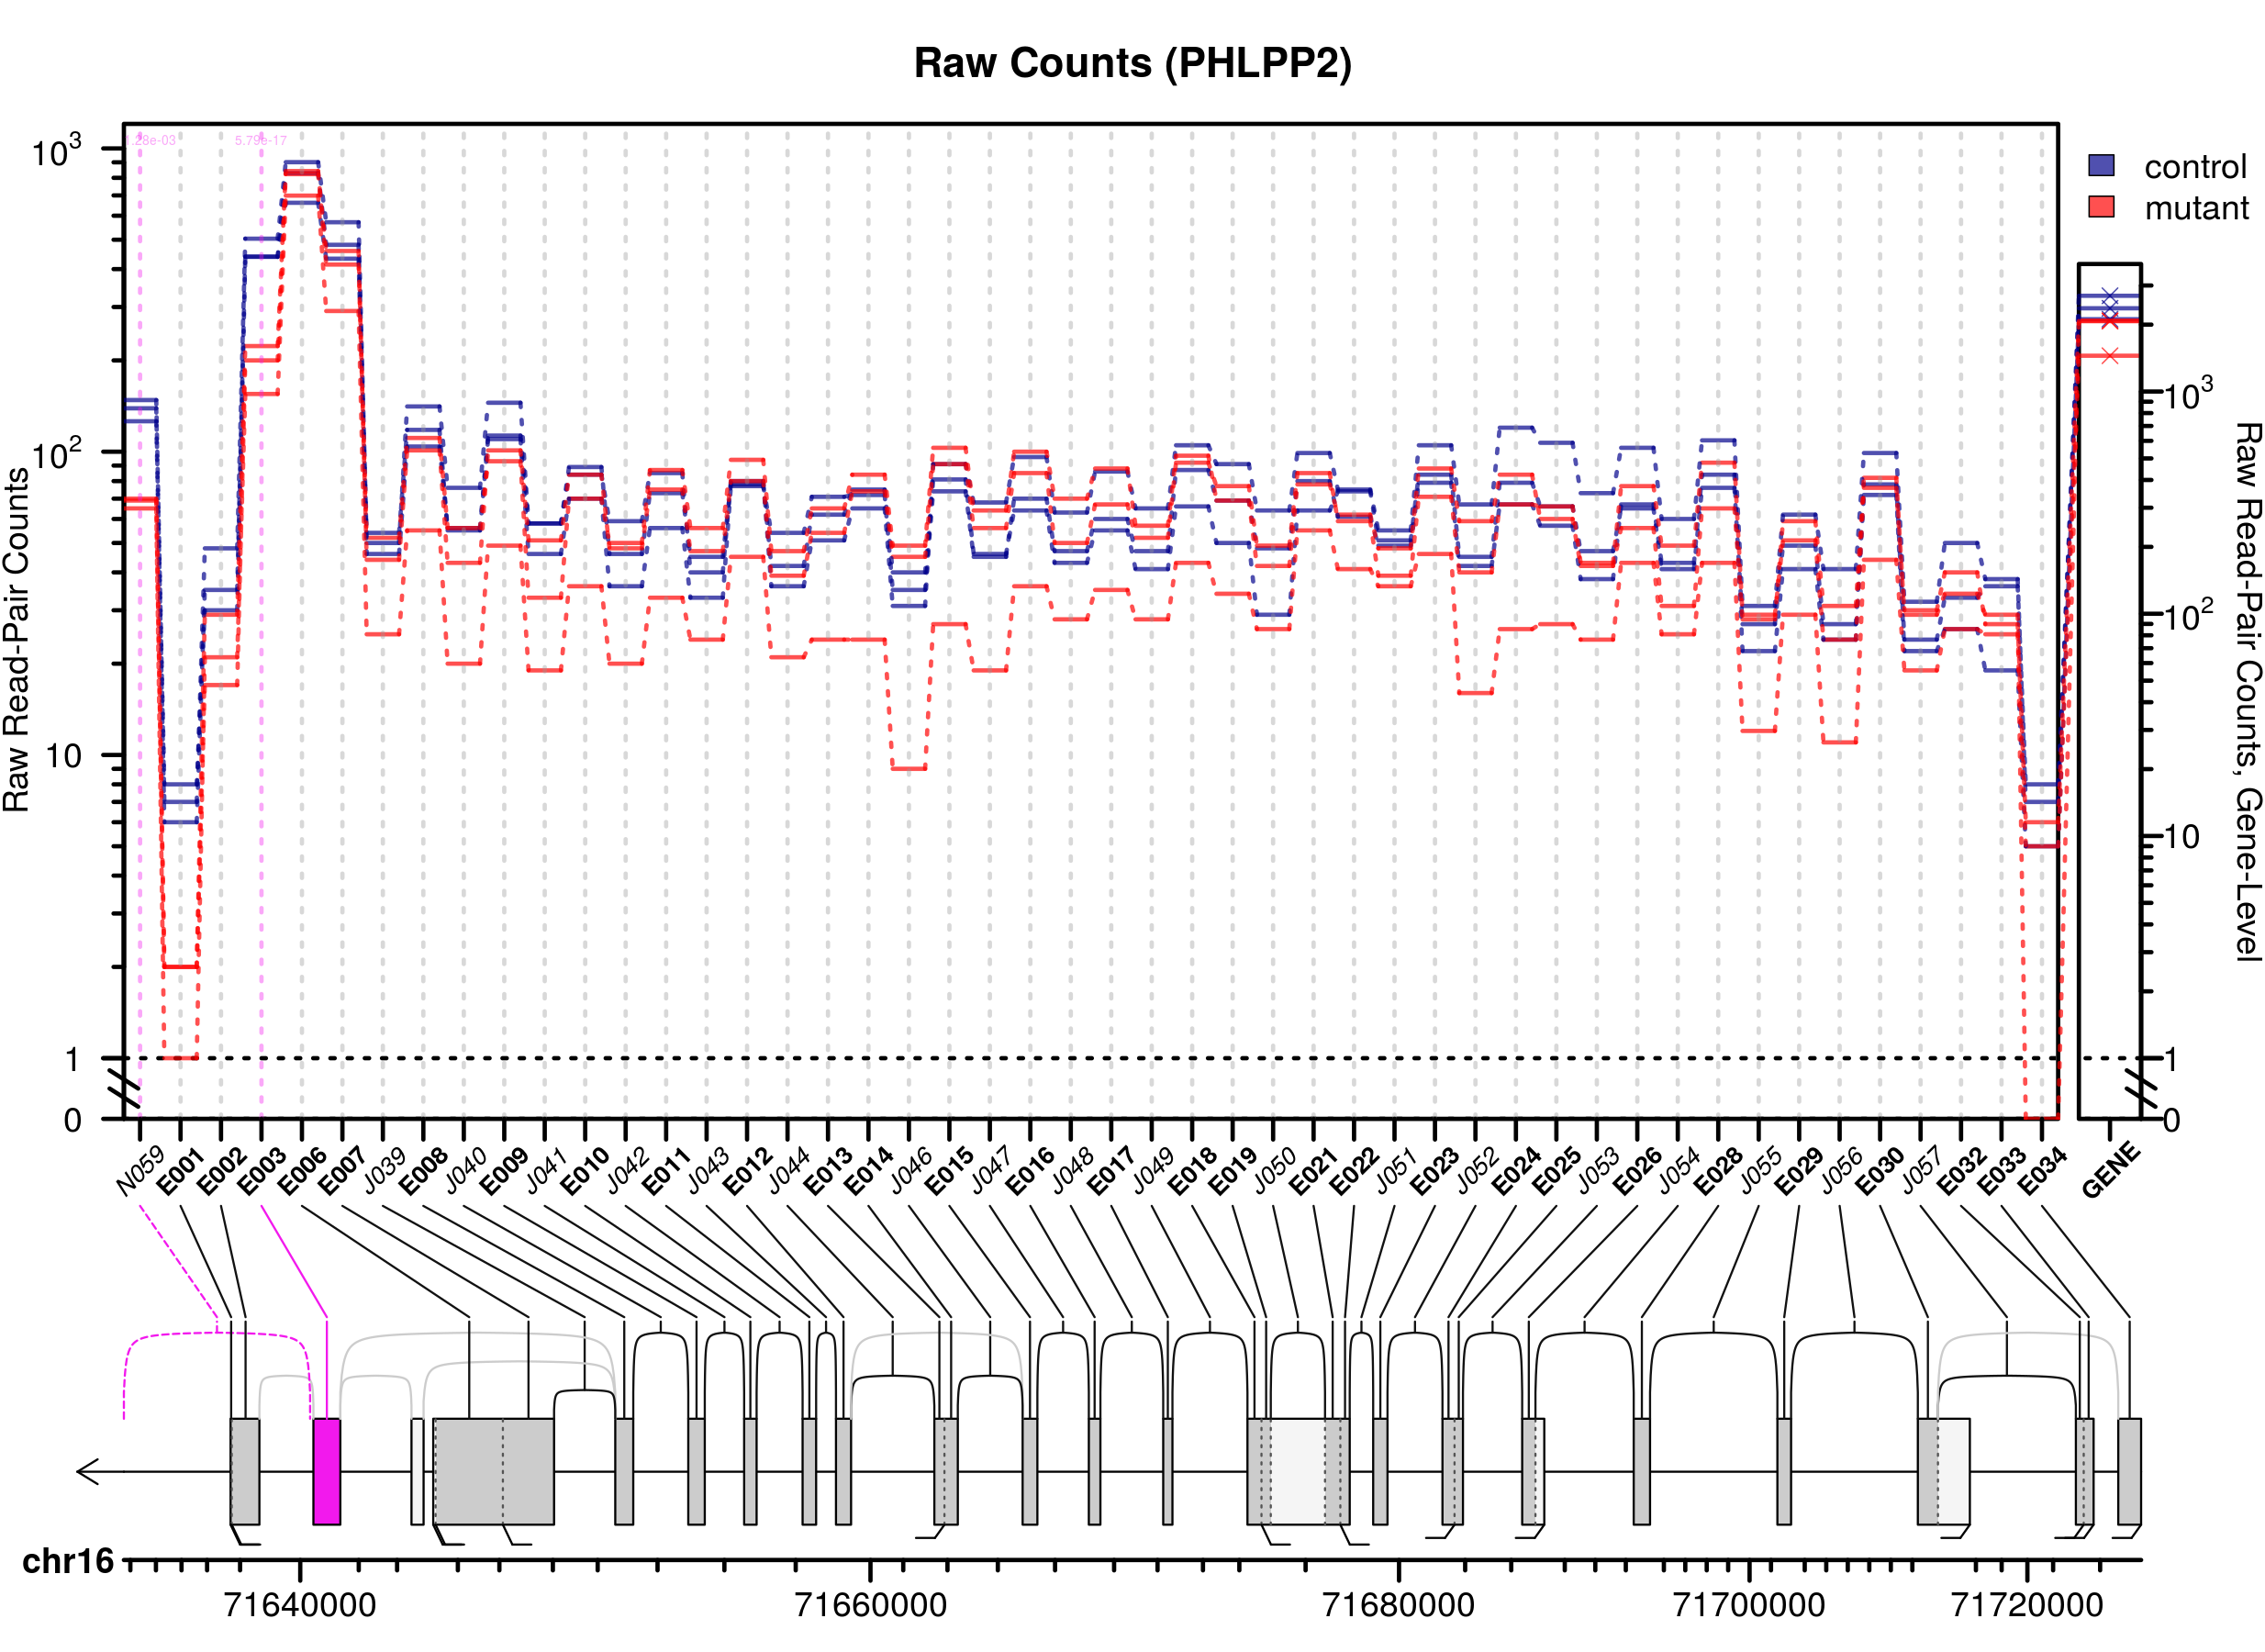 Raw Counts (PHLPP2)
control
mutant
1.28e-03 5.79e-17
Raw Read-Pair Counts
10³
10²
10
1
0
Raw Read-Pair Counts, Gene-Level
10³
10²
10
1
0
N059 E001 E002 E003 E006 E007 J039 E008 J040 E009 J041 E010 J042 E011 J043 E012 J044 E013 E014 J046 E015 J047 E016 J048 E017 J049 E018 E019 J050 E021 E022 J051 E023 J052 E024 E025 J053 E026 J054 E028 J055 E029 J056 E030 J057 E032 E033 E034 GENE
chr16
71640000 71660000 71680000 71700000 71720000